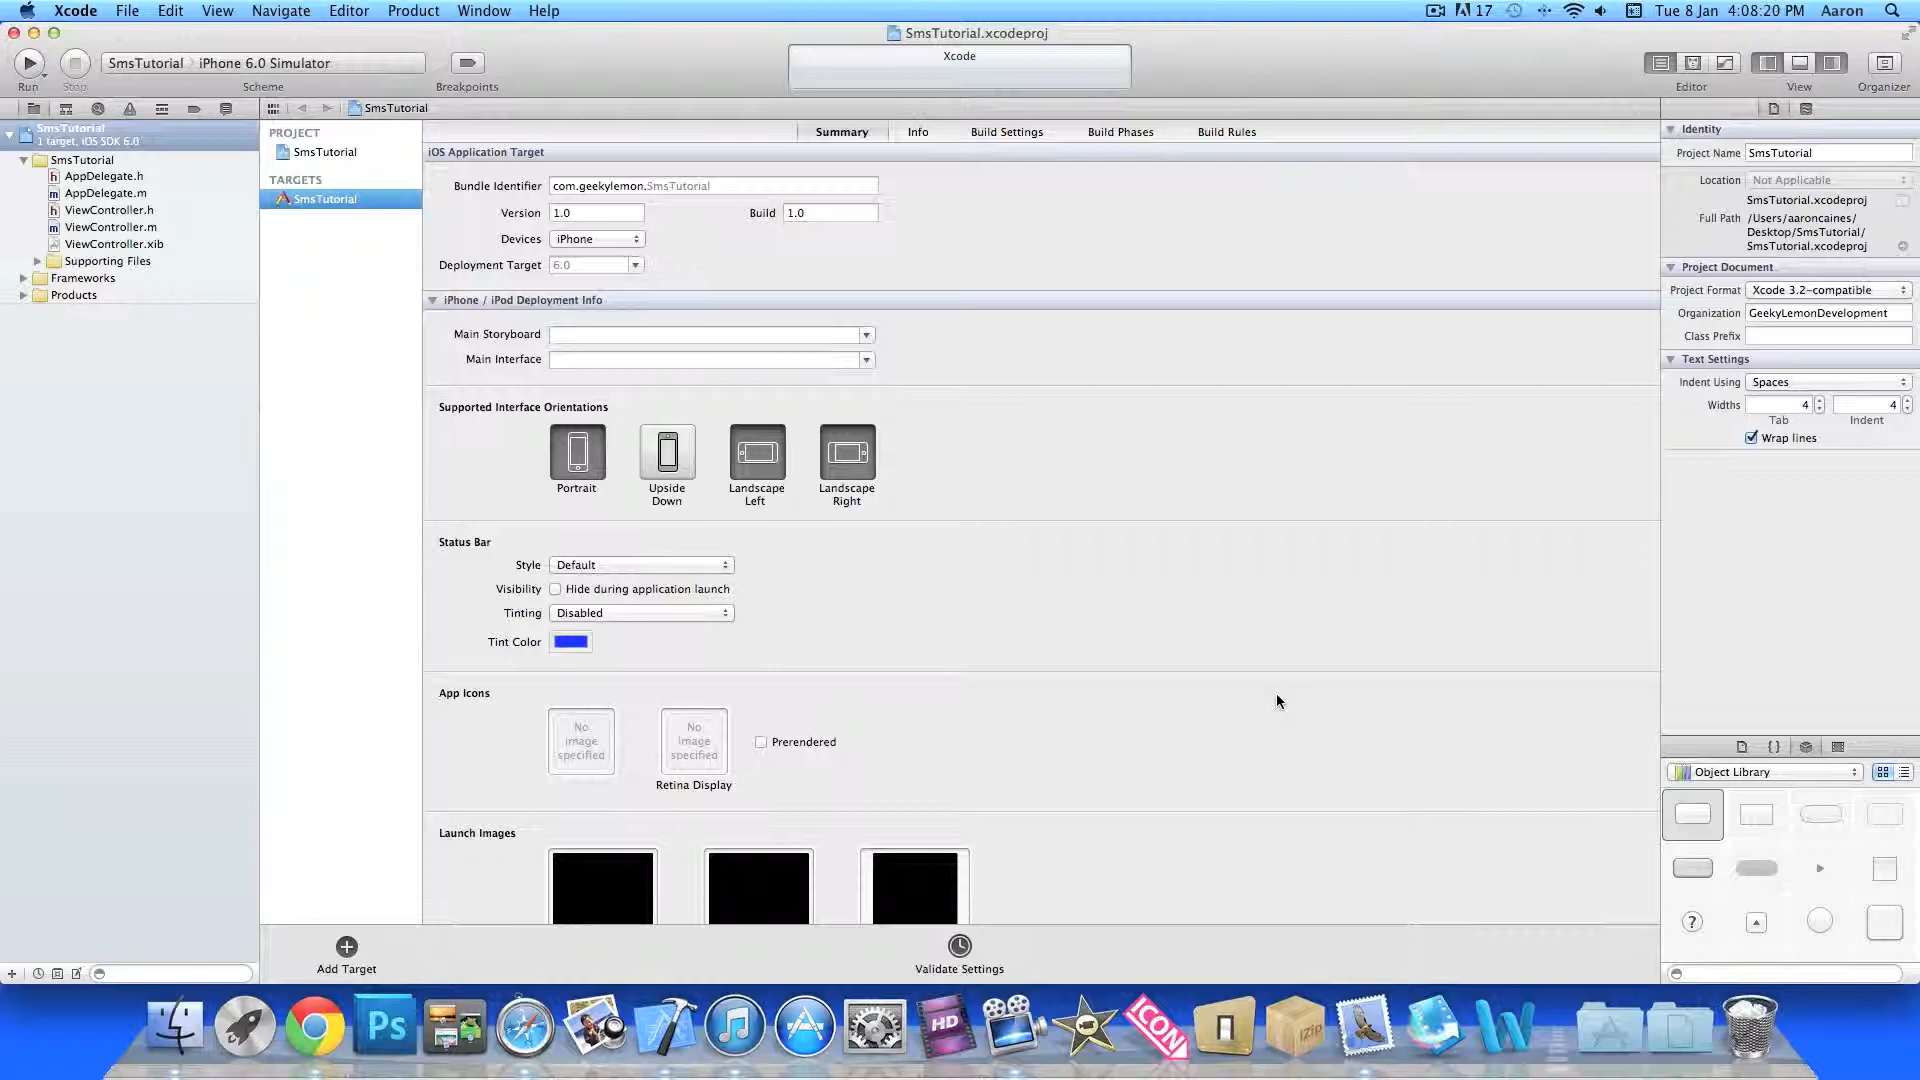 Xcode File Edit View Navigate Editor Product Window Help
17 Tue 8 Jan 4:08:20 PM Aaron
SmsTutorial.xcodeproj
SmsTutorial iPhone 6.0 Simulator
Xcode
Run Stop Scheme Breakpoints Editor View Organizer
SmsTutorial
1 target, iOS SDK 6.0
SmsTutorial
h AppDelegate.h
m AppDelegate.m
h ViewController.h
m ViewController.m
ViewController.xib
Supporting Files
Frameworks
Products
SmsTutorial
PROJECT
SmsTutorial
TARGETS
SmsTutorial
Summary Info Build Settings Build Phases Build Rules
iOS Application Target
Bundle Identifier com.geekylemon.SmsTutorial
Version 1.0 Build 1.0
Devices iPhone
Deployment Target 6.0
iPhone / iPod Deployment Info
Main Storyboard
Main Interface
Supported Interface Orientations
Portrait
Upside
Down
Landscape
Left
Landscape
Right
Status Bar
Style Default
Visibility Hide during application launch
Tinting Disabled
Tint Color
App Icons
No
image
specified
No
image
specified
Prerendered
Retina Display
Launch Images
Add Target
Validate Settings
Identity
Project Name SmsTutorial
Location Not Applicable
SmsTutorial.xcodeproj
Full Path /Users/aaroncaines/
Desktop/SmsTutorial/
SmsTutorial.xcodeproj
Project Document
Project Format Xcode 3.2-compatible
Organization GeekyLemonDevelopment
Class Prefix
Text Settings
Indent Using Spaces
Widths 4 4
Tab Indent
Wrap lines
{}
Object Library
?
Ps
HD
ICON
iZip
W